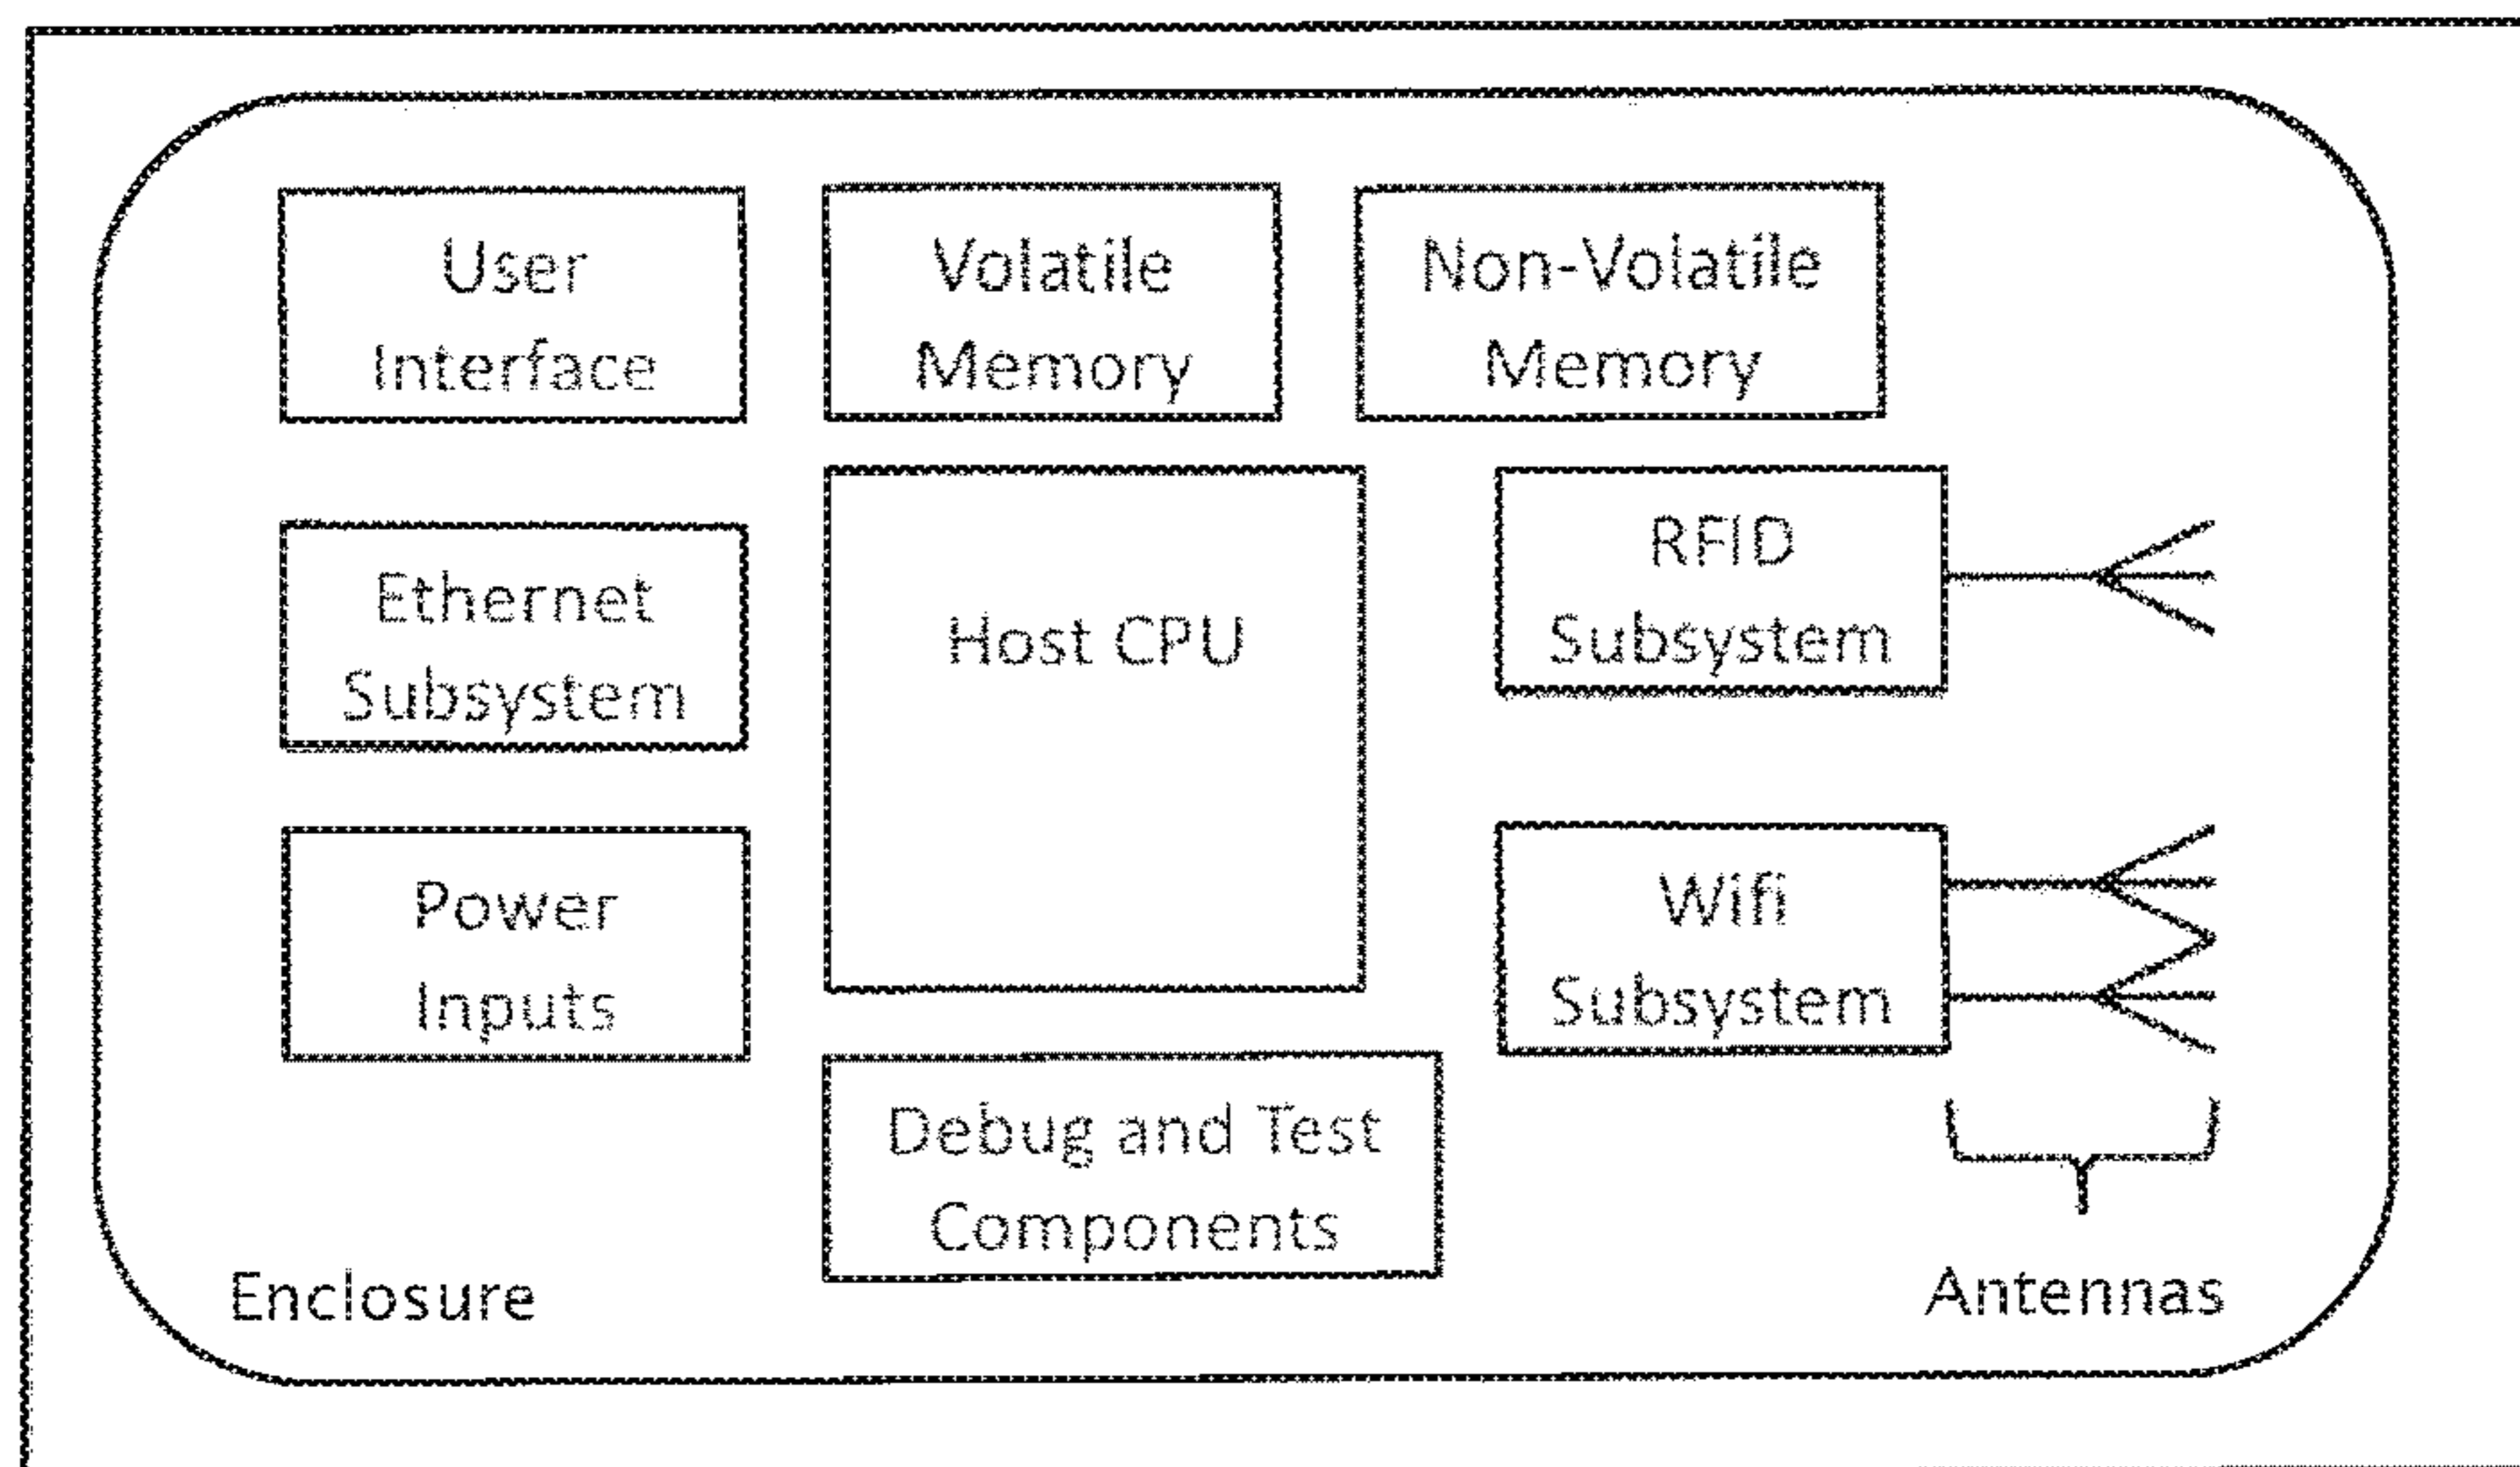 User
Interface
Volatile
Memory
Non-Volatile
Memory
Ethernet
Subsystem
Host CPU
RFID
Subsystem
Power
Inputs
Wifi
Subsystem
Debug and Test
Components
Enclosure
Antennas